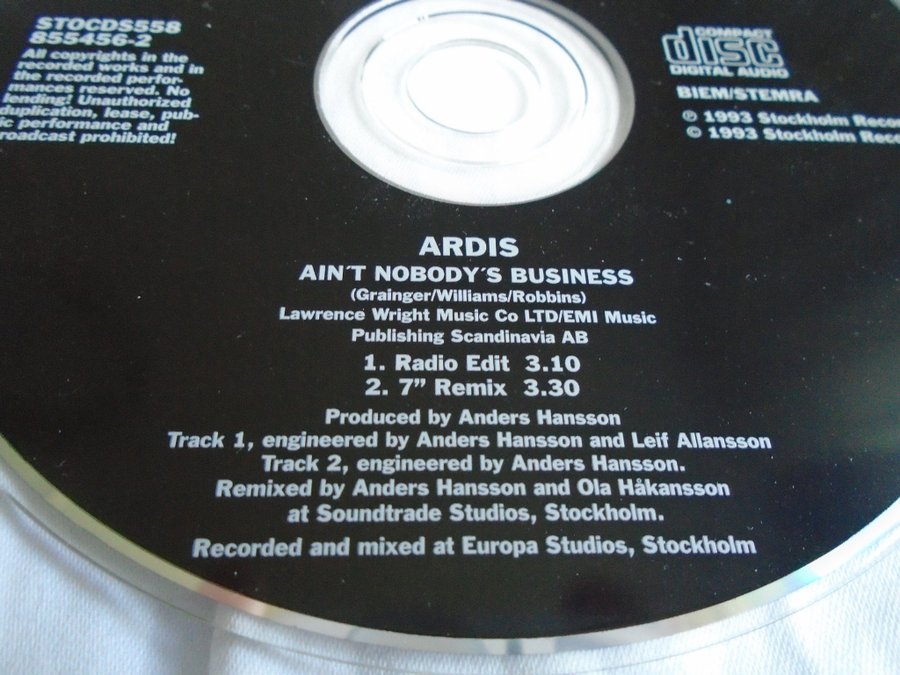 STOCDS558
855456-2
All copyrights in the
recorded works and in
the recorded perfor-
mances reserved. No
lending! Unauthorized
duplication, lease, pub-
ic performance and
roadcast prohibited!
COMPACT
disc
DIGITAL AUDIO
BIEM/STEMRA
℗ 1993 Stockholm Recor
© 1993 Stockholm Reco
ARDIS
AIN´T NOBODY´S BUSINESS
(Grainger/Williams/Robbins)
Lawrence Wright Music Co LTD/EMI Music
Publishing Scandinavia AB
1. Radio Edit 3.10
2. 7” Remix 3.30
Produced by Anders Hansson
Track 1, engineered by Anders Hansson and Leif Allansson
Track 2, engineered by Anders Hansson.
Remixed by Anders Hansson and Ola Håkansson
at Soundtrade Studios, Stockholm.
Recorded and mixed at Europa Studios, Stockholm